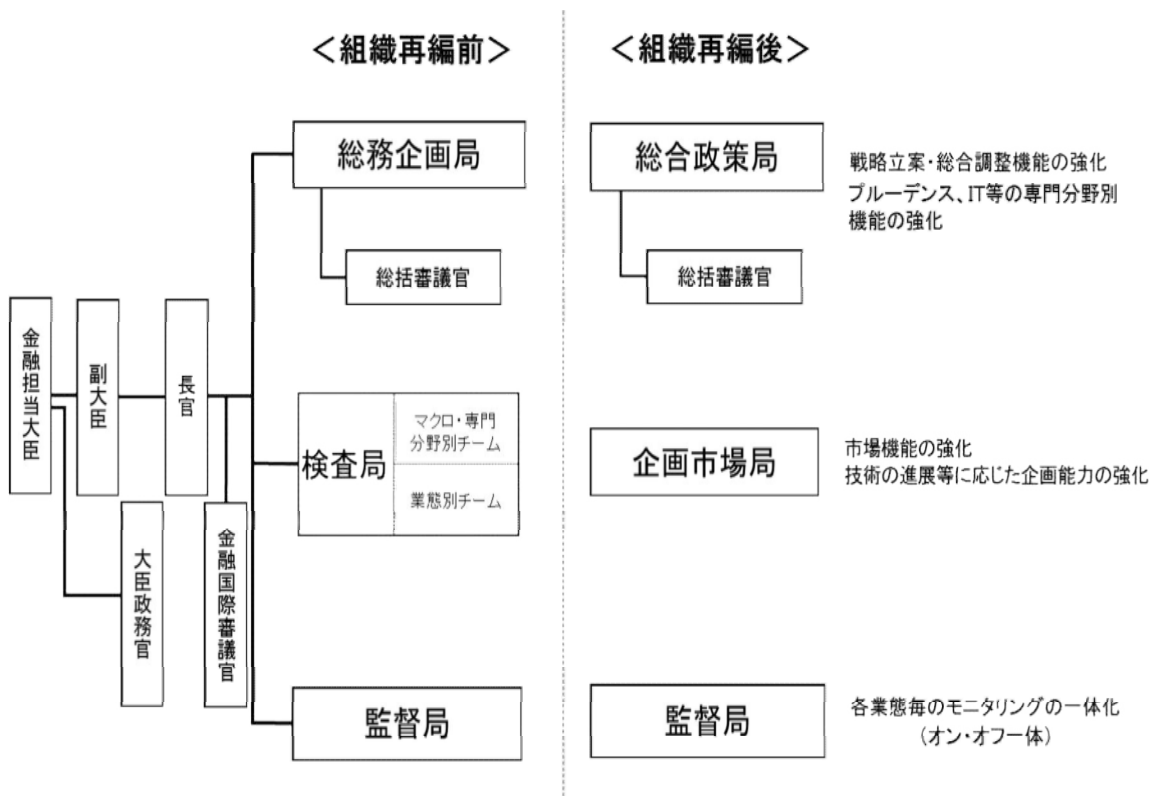 <組織再編前>
<組織再編後>
総務企画局
総括審議官
金融担当大臣
副大臣
長官
大臣政務官
金融国際審議官
検査局
マクロ・専門
分野別チーム
業態別チーム
監督局
総合政策局
総括審議官
戦略立案・総合調整機能の強化
プルーデンス、IT等の専門分野別
機能の強化
企画市場局
市場機能の強化
技術の進展等に応じた企画能力の強化
監督局
各業態毎のモニタリングの一体化
(オン・オフ一体)